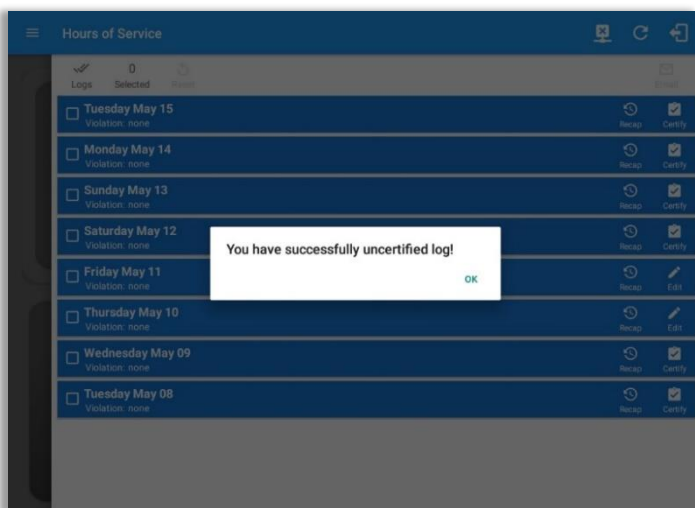 Hours of Service
0
Logs Selected Reset
Email
Tuesday May 15
Violation: none
Recap Certify
Monday May 14
Violation: none
Recap Certify
Sunday May 13
Violation: none
Recap Certify
Saturday May 12
Violation: none
Recap Certify
You have successfully uncertified log!
OK
Friday May 11
Violation: none
Recap Edit
Thursday May 10
Violation: none
Recap Edit
Wednesday May 09
Violation: none
Recap Certify
Tuesday May 08
Violation: none
Recap Certify